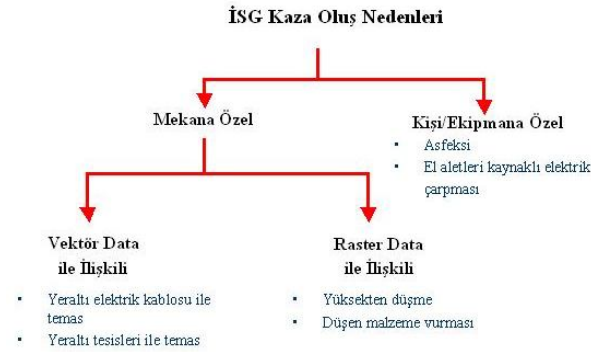 İSG Kaza Oluş Nedenleri
Mekana Özel
Kişi/Ekipmana Özel
• Asfeksi
• El aletleri kaynaklı elektrik
çarpması
Vektör Data
ile İlişkili
• Yeraltı elektrik kablosu ile
temas
• Yeraltı tesisleri ile temas
Raster Data
ile İlişkili
• Yüksekten düşme
• Düşen malzeme vurması